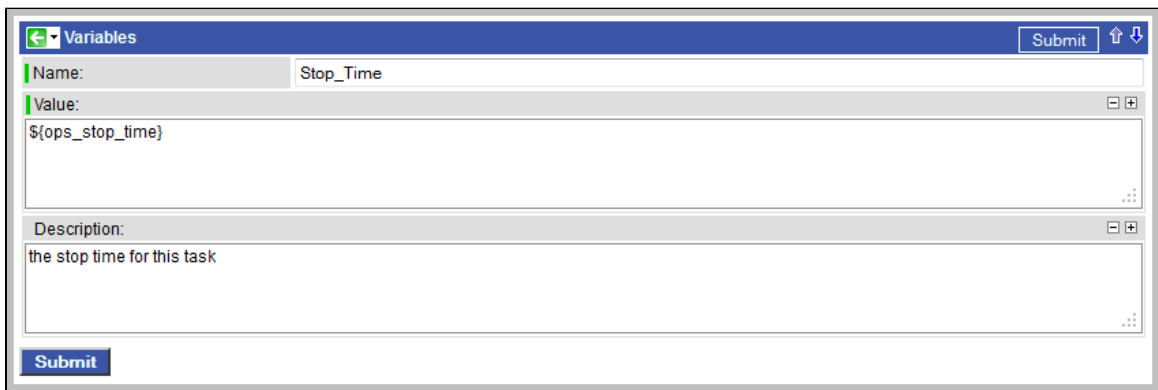 Variables
Submit
Name:
Stop_Time
Value:
${ops_stop_time}
Description:
the stop time for this task
Submit